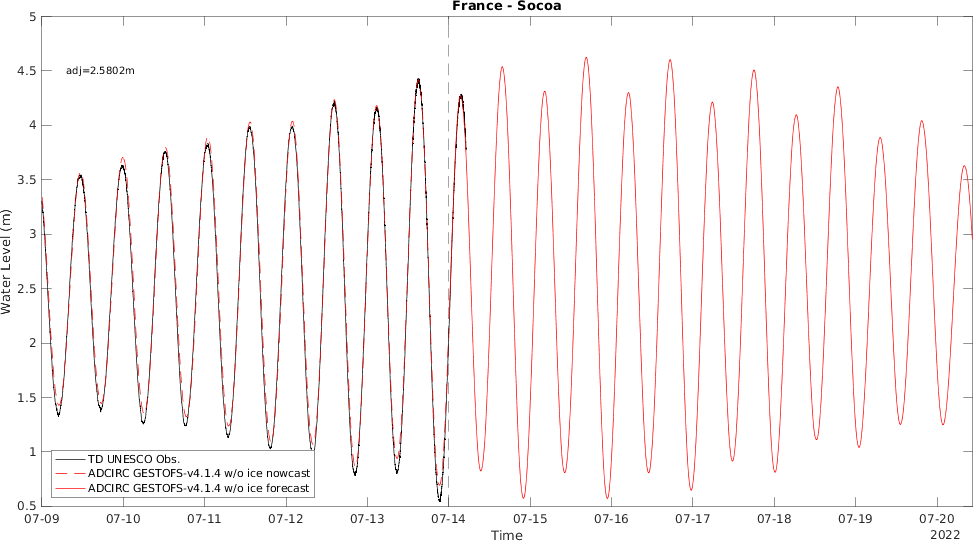 France - Socoa
adj=2.5802m
Water Level (m)
5
4.5
4
3.5
3
2.5
2
1.5
1
0.5
TD UNESCO Obs.
ADCIRC GESTOFS-v4.1.4 w/o ice nowcast
ADCIRC GESTOFS-v4.1.4 w/o ice forecast
07-09 07-10 07-11 07-12 07-13 07-14 07-15 07-16 07-17 07-18 07-19 07-20
Time
2022